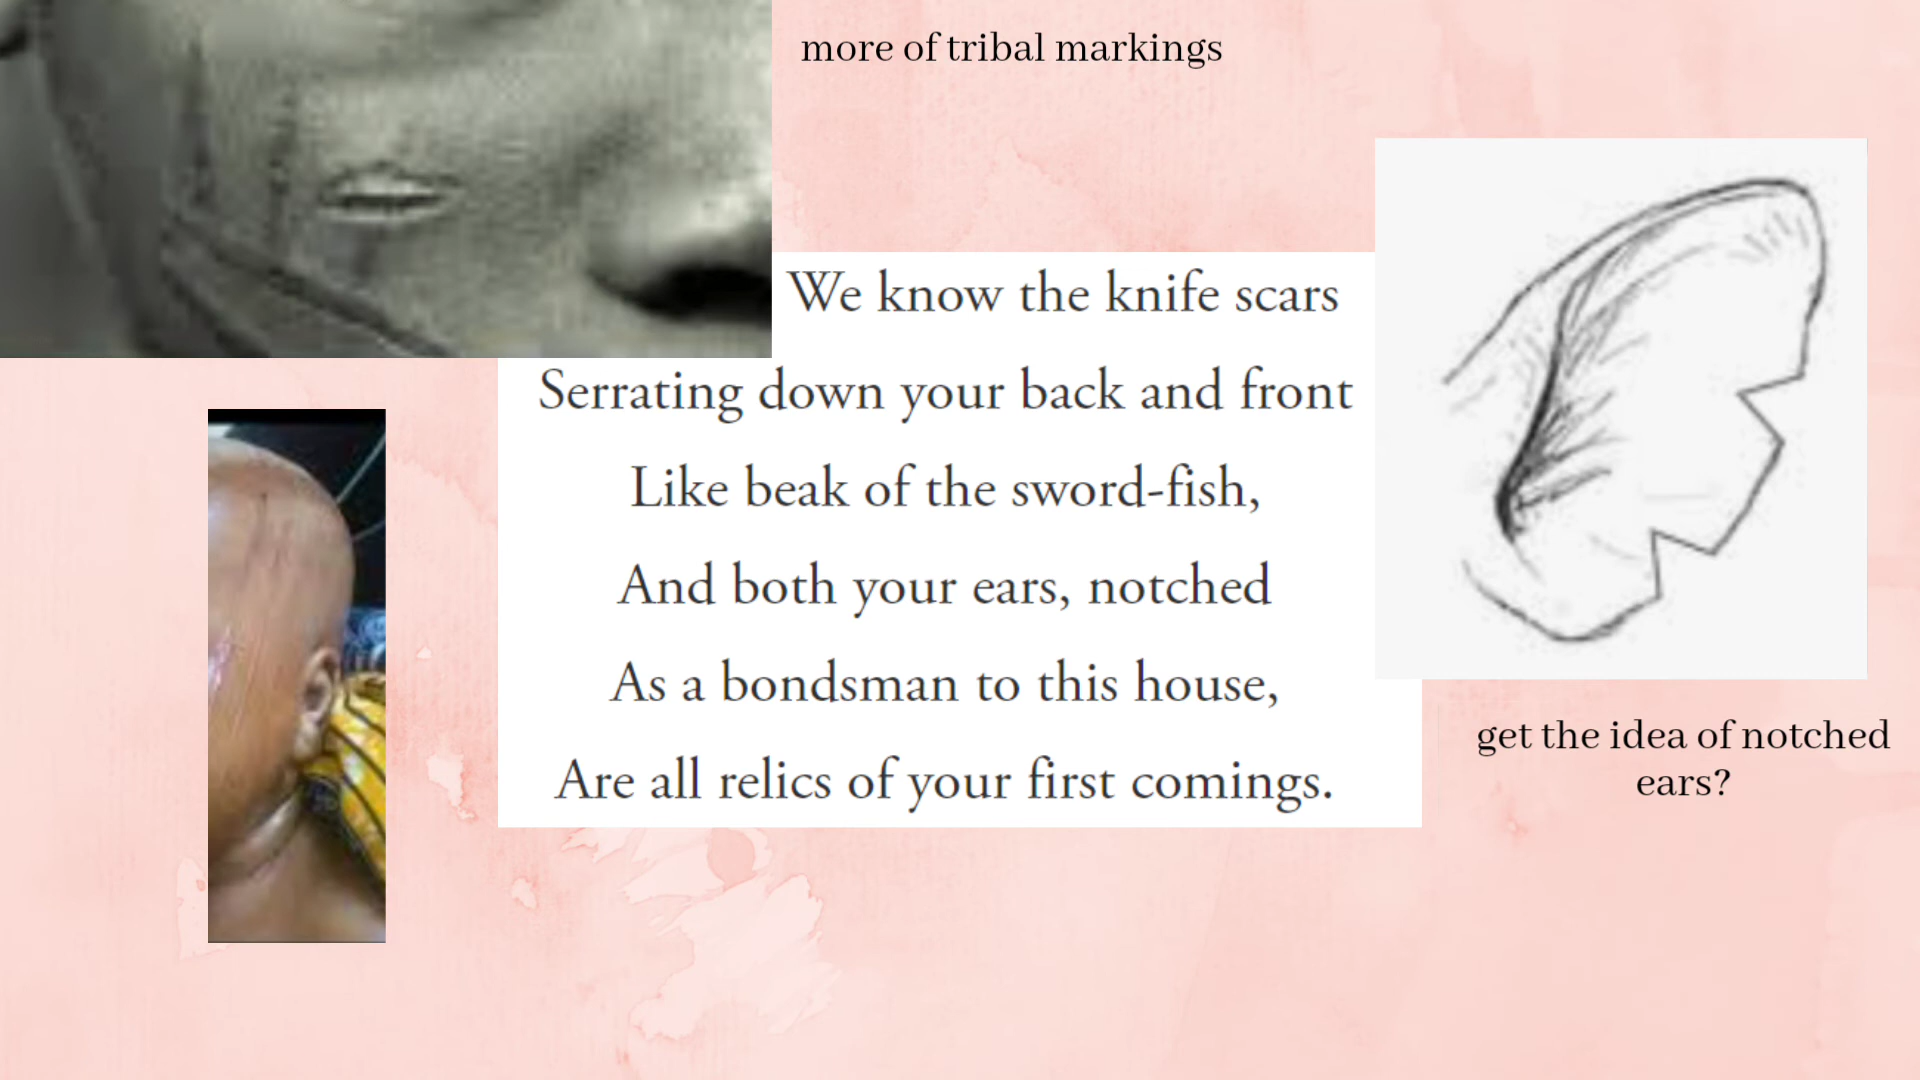 more of tribal markings
We know the knife scars
Serrating down your back and front
Like beak of the sword-fish,
And both your ears, notched
As a bondsman to this house,
Are all relics of your first comings.
get the idea of notched
ears?